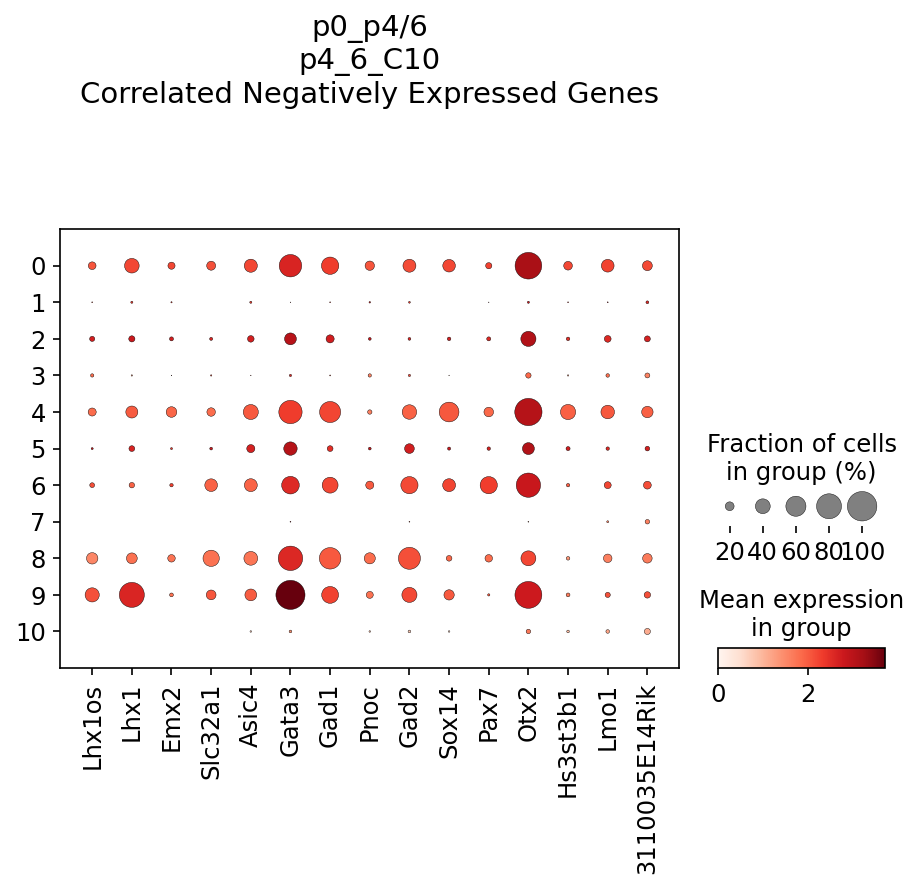 p0_p4/6
p4_6_C10
Correlated Negatively Expressed Genes
0
1
2
3
4
5
6
7
8
9
10
Lhx1os
Lhx1
Emx2
Slc32a1
Asic4
Gata3
Gad1
Pnoc
Gad2
Sox14
Pax7
Otx2
Hs3st3b1
Lmo1
3110035E14Rik
Fraction of cells
in group (%)
20 40 60 80 100
Mean expression
in group
0 2